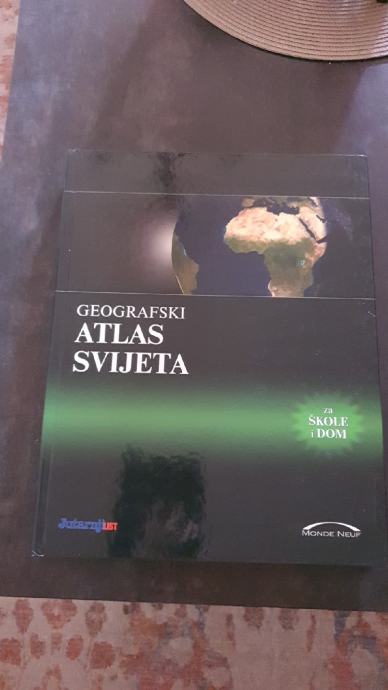 GEOGRAFSKI
ATLAS
SVIJETA
za
ŠKOLE
i DOM
Jutarnji LIST
MONDE NEUF